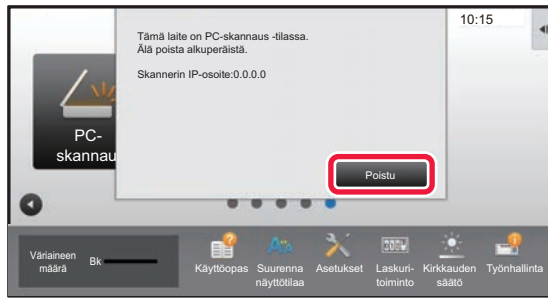 10:15
Tämä laite on PC-skannaus -tilassa.
Älä poista alkuperäistä.
Skannerin IP-osoite:0.0.0.0
PC-
skannau
Poistu
Väriaineen
määrä
Bk
Käyttöopas
Suurenna
näyttötilaa
Asetukset
Laskuri-
toiminto
Kirkkauden
säätö
Työnhallinta